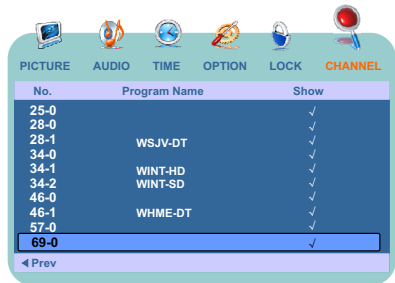 PICTURE AUDIO TIME OPTION LOCK CHANNEL
No. Program Name Show
25-0 √
28-0 √
28-1 WSJV-DT √
34-0 √
34-1 WINT-HD √
34-2 WINT-SD √
46-0 √
46-1 WHME-DT √
57-0 √
69-0 √
◀ Prev